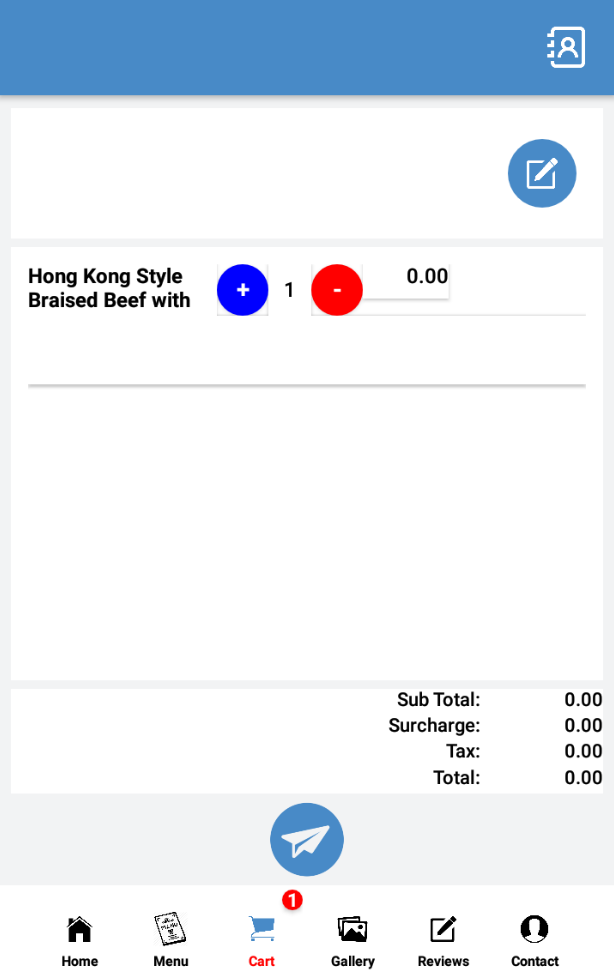 Hong Kong Style
Braised Beef with
+ 1 - 0.00
Sub Total: 0.00
Surcharge: 0.00
Tax: 0.00
Total: 0.00
1
Home Menu Cart Gallery Reviews Contact